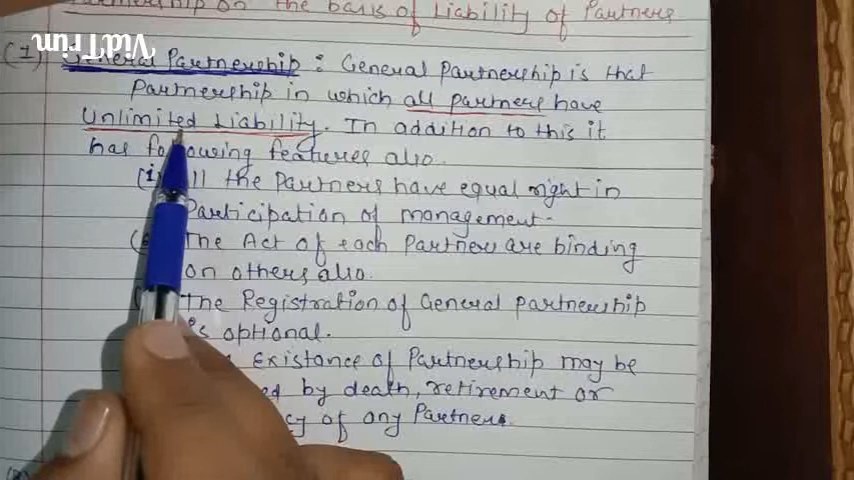 on the basis of Liability of Partners
VidTrim
(1) General Partnership : General Partnership is that
Partnership in which all partners have
Unlimited Liability. In addition to this it
has following features also.
(i) All the Partners have equal right in
Participation of management-
The Act of each Partner are binding
on others also.
The Registration of General partnership
is optional.
Existance of Partnership may be
by death, retirement or
of any Partners.